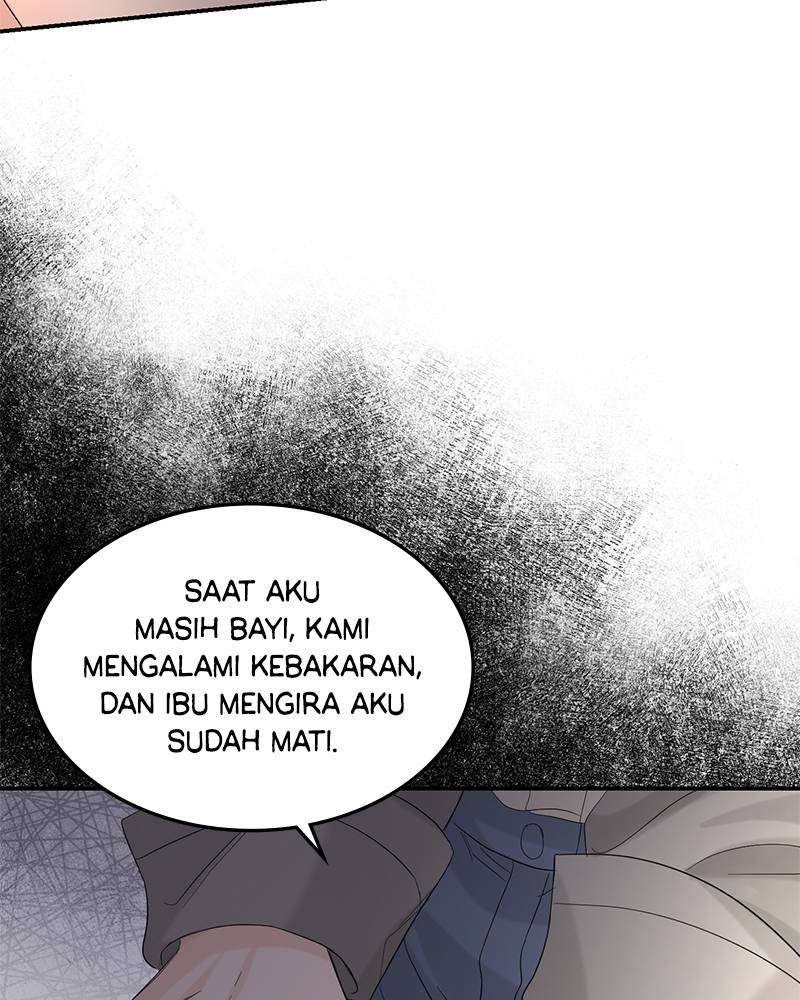 SAAT AKU
MASIH BAYI, KAMI
MENGALAMI KEBAKARAN,
DAN IBU MENGIRA AKU
SUDAH MATI.